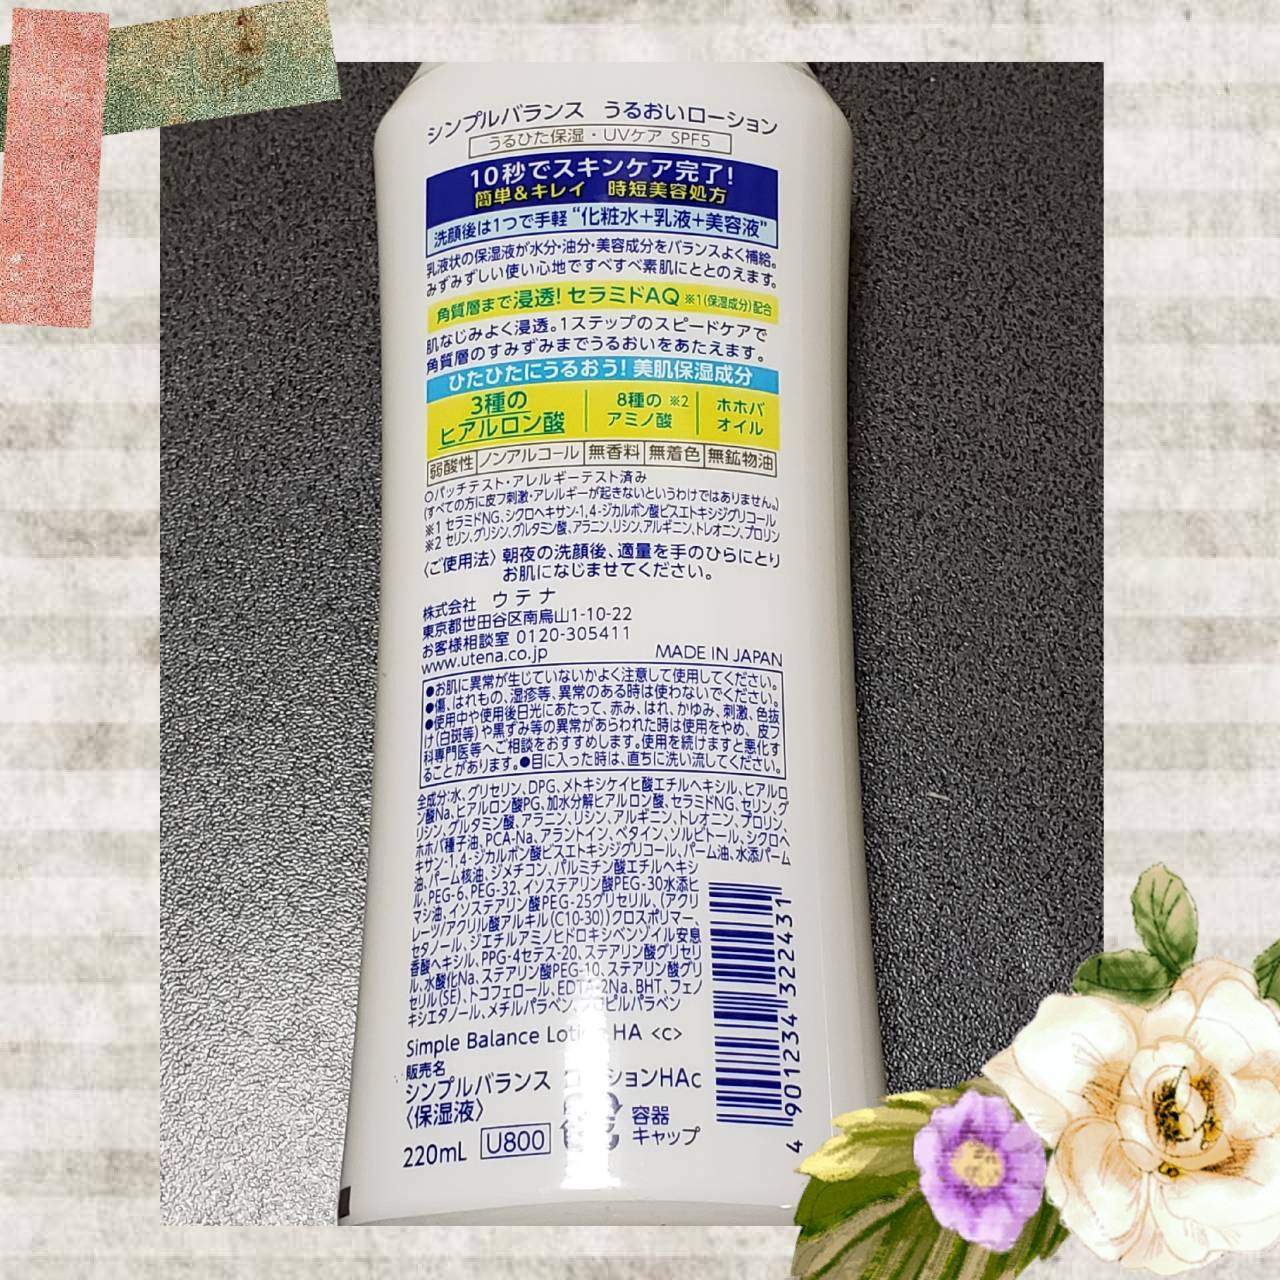 シンプルバランス うるおいローション
うるひた保湿・UVケア SPF5
10秒でスキンケア完了!
簡単&キレイ 時短美容処方
洗顔後は1つで手軽“化粧水+乳液+美容液”
乳液状の保湿液が水分・油分・美容成分をバランスよく補給。
みずみずしい使い心地ですべすべ素肌にととのえます。
角質層まで浸透!セラミドAQ ※1(保湿成分)配合
肌なじみよく浸透。1ステップのスピードケアで
角質層のすみずみまでうるおいをあたえます。
ひたひたにうるおう!美肌保湿成分
3種の
ヒアルロン酸
8種の ※2
アミノ酸
ホホバ
オイル
弱酸性 ノンアルコール 無香料 無着色 無鉱物油
○パッチテスト・アレルギーテスト済み
(すべての方に皮フ刺激・アレルギーが起きないというわけではありません。)
※1 セラミドNG、シクロヘキサン-1,4-ジカルボン酸ビスエトキシジグリコール
※2 セリン、グリシン、グルタミン酸、アラニン、リシン、アルギニン、トレオニン、プロリン
〈ご使用法〉朝夜の洗顔後、適量を手のひらにとり
お肌になじませてください。
株式会社 ウテナ
東京都世田谷区南烏山1-10-22
お客様相談室 0120-305411
www.utena.co.jp MADE IN JAPAN
●お肌に異常が生じていないかよく注意して使用してください。
●傷、はれもの、湿疹等、異常のある時は使わないでください。
●使用中や使用後日光にあたって、赤み、はれ、かゆみ、刺激、色抜
け(白斑等)や黒ずみ等の異常があらわれた時は使用をやめ、皮フ
科専門医等へご相談をおすすめします。使用を続けますと悪化す
ることがあります。●目に入った時は、直ちに洗い流してください。
全成分:水、グリセリン、DPG、メトキシケイヒ酸エチルヘキシル、ヒアルロ
ン酸Na、ヒアルロン酸PG、加水分解ヒアルロン酸、セラミドNG、セリン、グ
リシン、グルタミン酸、アラニン、リシン、アルギニン、トレオニン、プロリン、
ホホバ種子油、PCA-Na、アラントイン、ベタイン、ソルビトール、シクロヘ
キサン-1,4-ジカルボン酸ビスエトキシジグリコール、パーム油、水添パーム
油、パーム核油、ジメチコン、パルミチン酸エチルヘキシ
ル、PEG-6、PEG-32、イソステアリン酸PEG-30水添ヒ
マシ油、イソステアリン酸PEG-25グリセリル、(アクリ
レーツ/アクリル酸アルキル(C10-30))クロスポリマー、
セタノール、ジエチルアミノヒドロキシベンゾイル安息
香酸ヘキシル、PPG-4セテス-20、ステアリン酸グリセリ
ル、水酸化Na、ステアリン酸PEG-10、ステアリン酸グリ
セリル(SE)、トコフェロール、EDTA-2Na、BHT、フェノ
キシエタノール、メチルパラベン、プロピルパラベン
Simple Balance Lotion HA <c>
販売名
シンプルバランス ローションHAc
〈保湿液〉
220mL U800
容器
キャップ
4 901234 322431